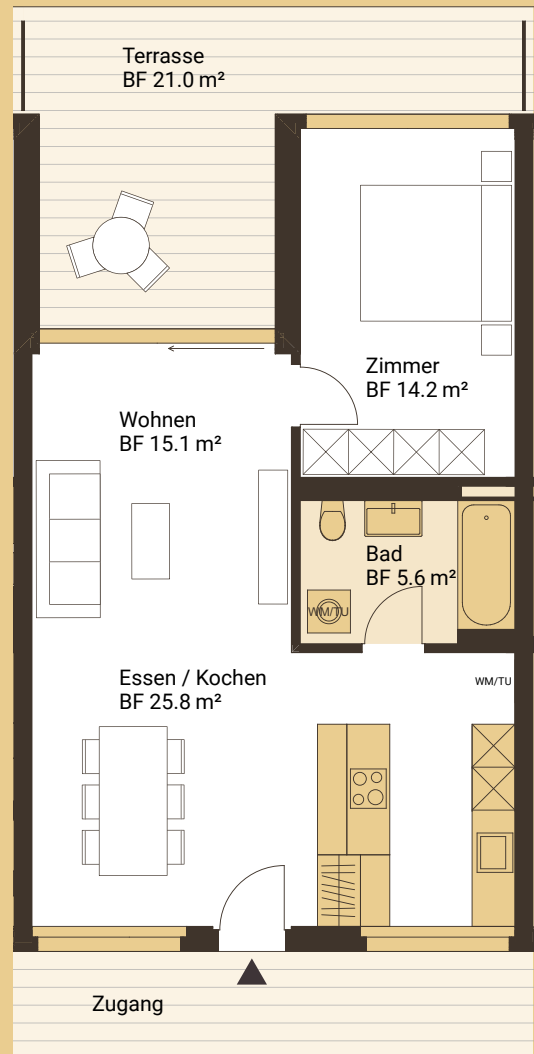 Terrasse
BF 21.0 m²
Zimmer
BF 14.2 m²
Wohnen
BF 15.1 m²
Bad
BF 5.6 m²
WM/TU
Essen / Kochen
BF 25.8 m²
WM/TU
Zugang